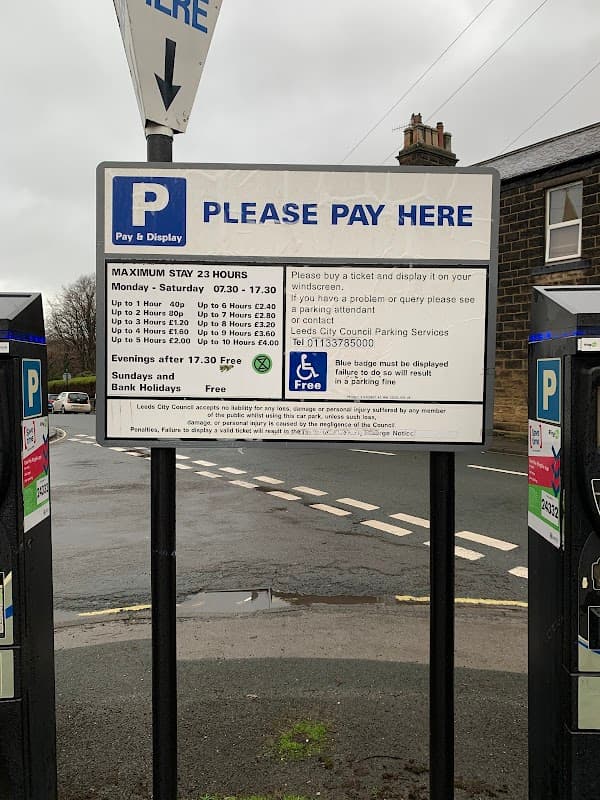 HERE
P
Pay & Display
PLEASE PAY HERE
MAXIMUM STAY 23 HOURS
Monday - Saturday 07.30 - 17.30
Up to 1 Hour 40p Up to 6 Hours £2.40
Up to 2 Hours 80p Up to 7 Hours £2.80
Up to 3 Hours £1.20 Up to 8 Hours £3.20
Up to 4 Hours £1.60 Up to 9 Hours £3.60
Up to 5 Hours £2.00 Up to 10 Hours £4.00
Evenings after 17.30 Free
Sundays and
Bank Holidays Free
Please buy a ticket and display it on your
windscreen.
If you have a problem or query please see
a parking attendant
or contact
Leeds City Council Parking Services
Tel 01133785000
Free
Blue badge must be displayed
failure to do so will result
in a parking fine
Leeds City Council accepts no liability for any loss, damage or personal injury suffered by any member
of the public whilst using this car park, unless such loss,
damage, or personal injury is caused by the negligence of the Council
Penalties, Failure to display a valid ticket will result in the Charge Notice
P
24332
P
24332